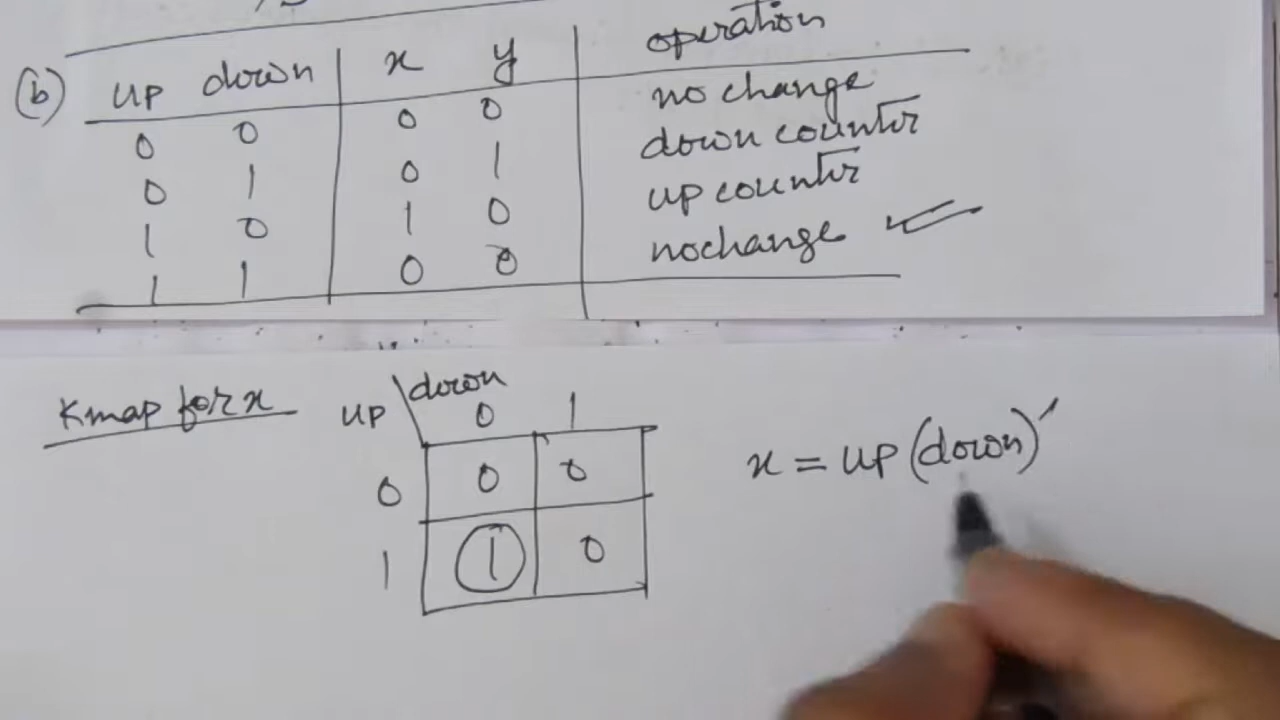 (b) up down x y operation
0 0 0 0 no change
0 1 0 1 down counter
1 0 1 0 up counter
1 1 0 0 nochange
Kmap for x
up down
0 1
0 0 0
1 1 0
x = up (down)'